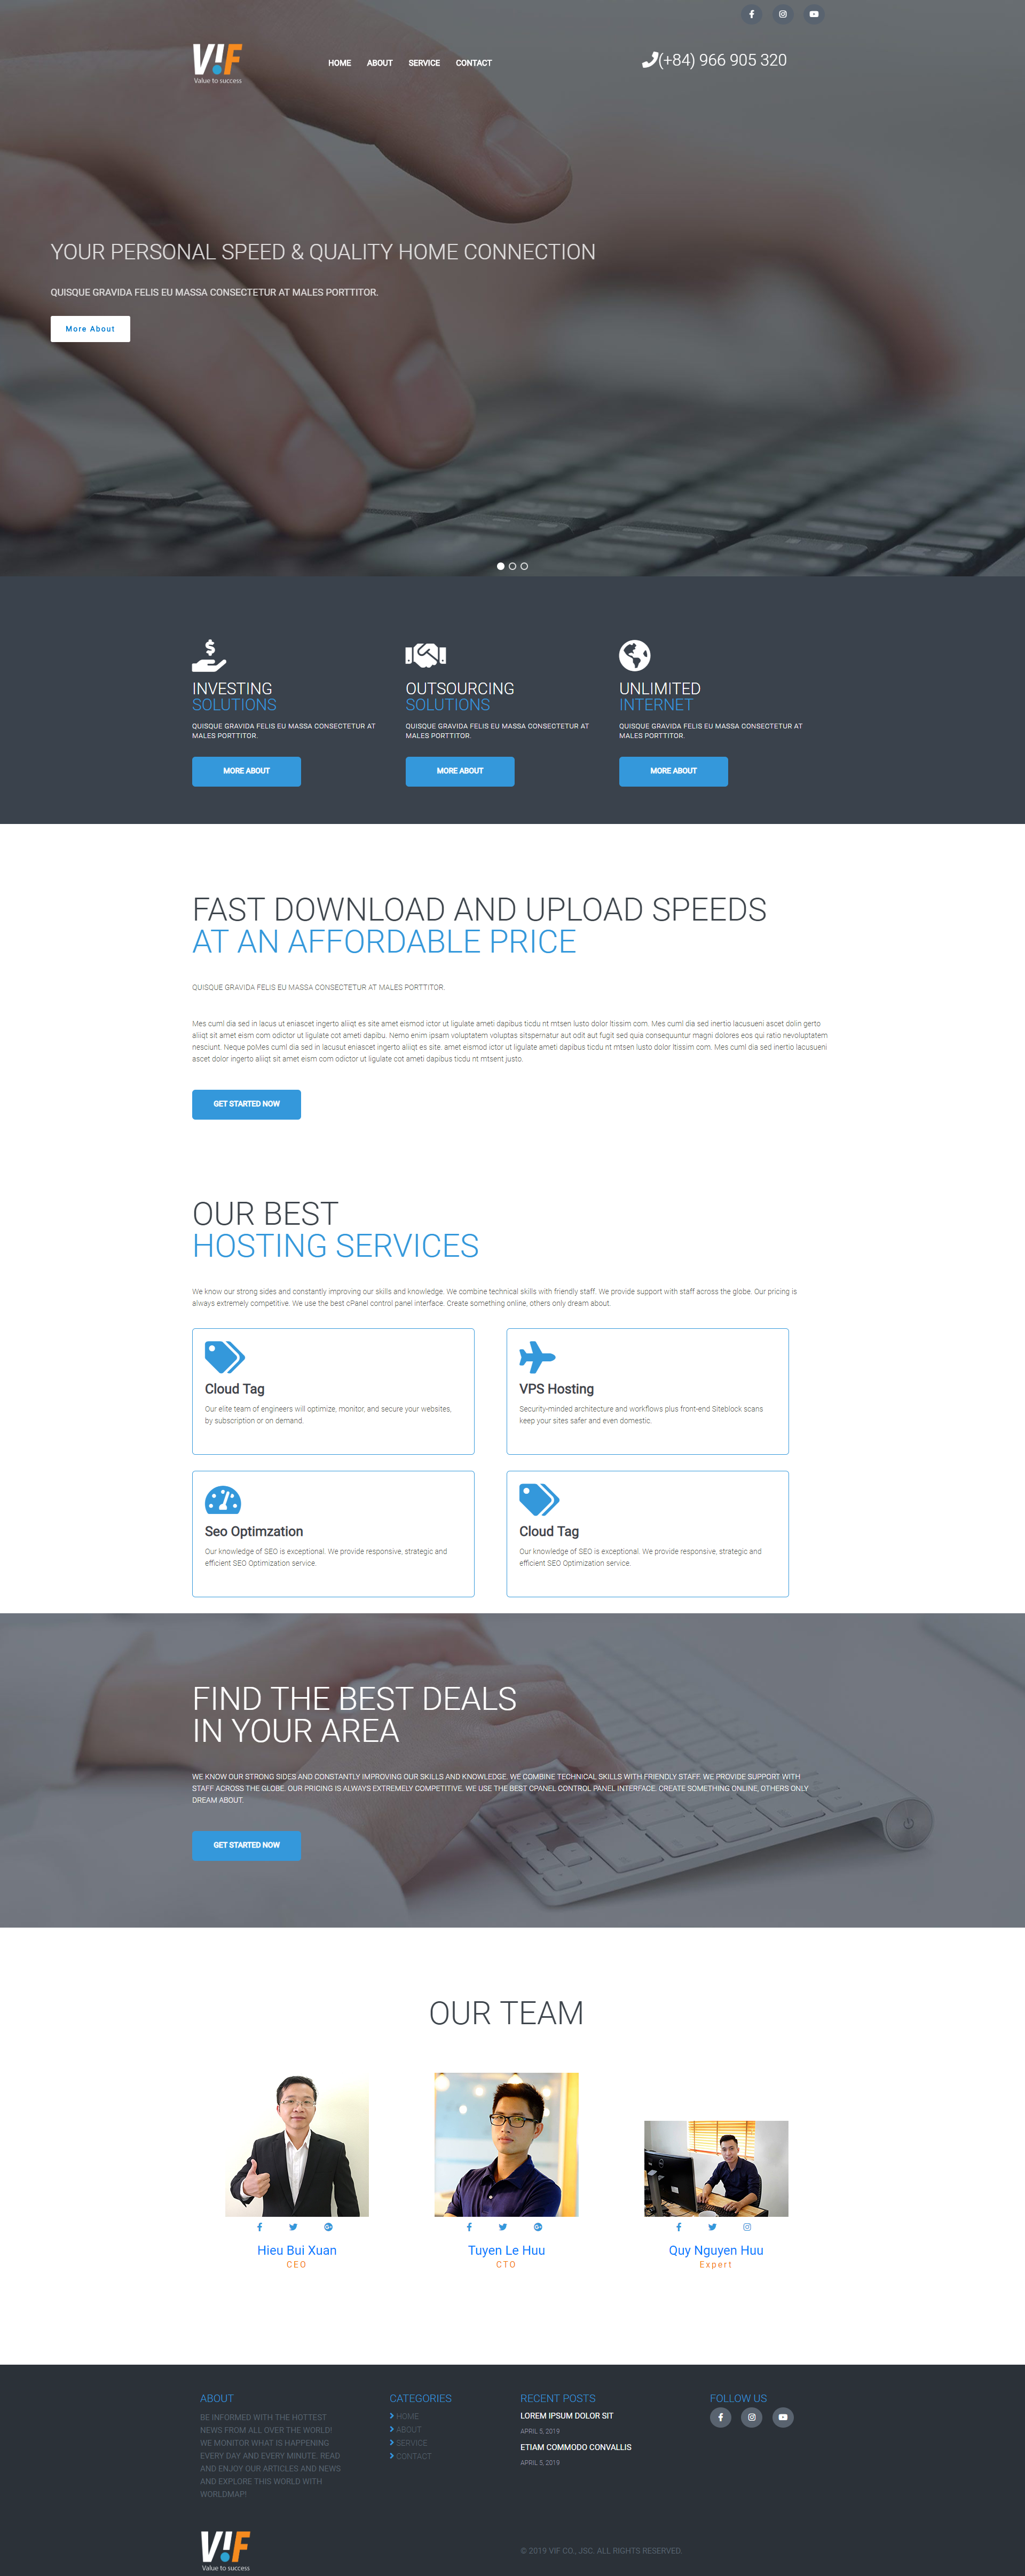 V!F
Value to success
HOME ABOUT SERVICE CONTACT
(+84) 966 905 320
YOUR PERSONAL SPEED & QUALITY HOME CONNECTION
QUISQUE GRAVIDA FELIS EU MASSA CONSECTETUR AT MALES PORTTITOR.
More About
INVESTING
SOLUTIONS
QUISQUE GRAVIDA FELIS EU MASSA CONSECTETUR AT
MALES PORTTITOR.
MORE ABOUT
OUTSOURCING
SOLUTIONS
QUISQUE GRAVIDA FELIS EU MASSA CONSECTETUR AT
MALES PORTTITOR.
MORE ABOUT
UNLIMITED
INTERNET
QUISQUE GRAVIDA FELIS EU MASSA CONSECTETUR AT
MALES PORTTITOR.
MORE ABOUT
FAST DOWNLOAD AND UPLOAD SPEEDS
AT AN AFFORDABLE PRICE
QUISQUE GRAVIDA FELIS EU MASSA CONSECTETUR AT MALES PORTTITOR.
Mes cuml dia sed in lacus ut eniascet ingerto aliiqt es site amet eismod ictor ut ligulate ameti dapibus ticdu nt mtsen lusto dolor ltissim com. Mes cuml dia sed inertio lacusueni ascet dolin gerto
aliiqt sit amet eism com odictor ut ligulate cot ameti dapibu. Nemo enim ipsam voluptatem voluptas sitspernatur aut odit aut fugit sed quia consequuntur magni dolores eos qui ratio nevoluptatem
nesciunt. Neque poMes cuml dia sed in lacusut eniascet ingerto aliiqt es site. amet eismod ictor ut ligulate ameti dapibus ticdu nt mtsen lusto dolor ltissim com. Mes cuml dia sed inertio lacusueni
ascet dolor ingerto aliiqt sit amet eism com odictor ut ligulate cot ameti dapibus ticdu nt mtsent justo.
GET STARTED NOW
OUR BEST
HOSTING SERVICES
We know our strong sides and constantly improving our skills and knowledge. We combine technical skills with friendly staff. We provide support with staff across the globe. Our pricing is
always extremely competitive. We use the best cPanel control panel interface. Create something online, others only dream about.
Cloud Tag
Our elite team of engineers will optimize, monitor, and secure your websites,
by subscription or on demand.
VPS Hosting
Security-minded architecture and workflows plus front-end Siteblock scans
keep your sites safer and even domestic.
Seo Optimzation
Our knowledge of SEO is exceptional. We provide responsive, strategic and
efficient SEO Optimization service.
Cloud Tag
Our knowledge of SEO is exceptional. We provide responsive, strategic and
efficient SEO Optimization service.
FIND THE BEST DEALS
IN YOUR AREA
WE KNOW OUR STRONG SIDES AND CONSTANTLY IMPROVING OUR SKILLS AND KNOWLEDGE. WE COMBINE TECHNICAL SKILLS WITH FRIENDLY STAFF. WE PROVIDE SUPPORT WITH
STAFF ACROSS THE GLOBE. OUR PRICING IS ALWAYS EXTREMELY COMPETITIVE. WE USE THE BEST CPANEL CONTROL PANEL INTERFACE. CREATE SOMETHING ONLINE, OTHERS ONLY
DREAM ABOUT.
GET STARTED NOW
OUR TEAM
Hieu Bui Xuan
CEO
Tuyen Le Huu
CTO
Quy Nguyen Huu
Expert
ABOUT
BE INFORMED WITH THE HOTTEST
NEWS FROM ALL OVER THE WORLD!!
WE MONITOR WHAT IS HAPPENING
EVERY DAY AND EVERY MINUTE. READ
AND ENJOY OUR ARTICLES AND NEWS
AND EXPLORE THIS WORLD WITH
WORLDMAP!
CATEGORIES
HOME
ABOUT
SERVICE
CONTACT
RECENT POSTS
LOREM IPSUM DOLOR SIT
APRIL 5, 2019
ETIAM COMMODO CONVALLIS
APRIL 5, 2019
FOLLOW US
V!F
Value to success
© 2019 VIF CO., JSC. ALL RIGHTS RESERVED.